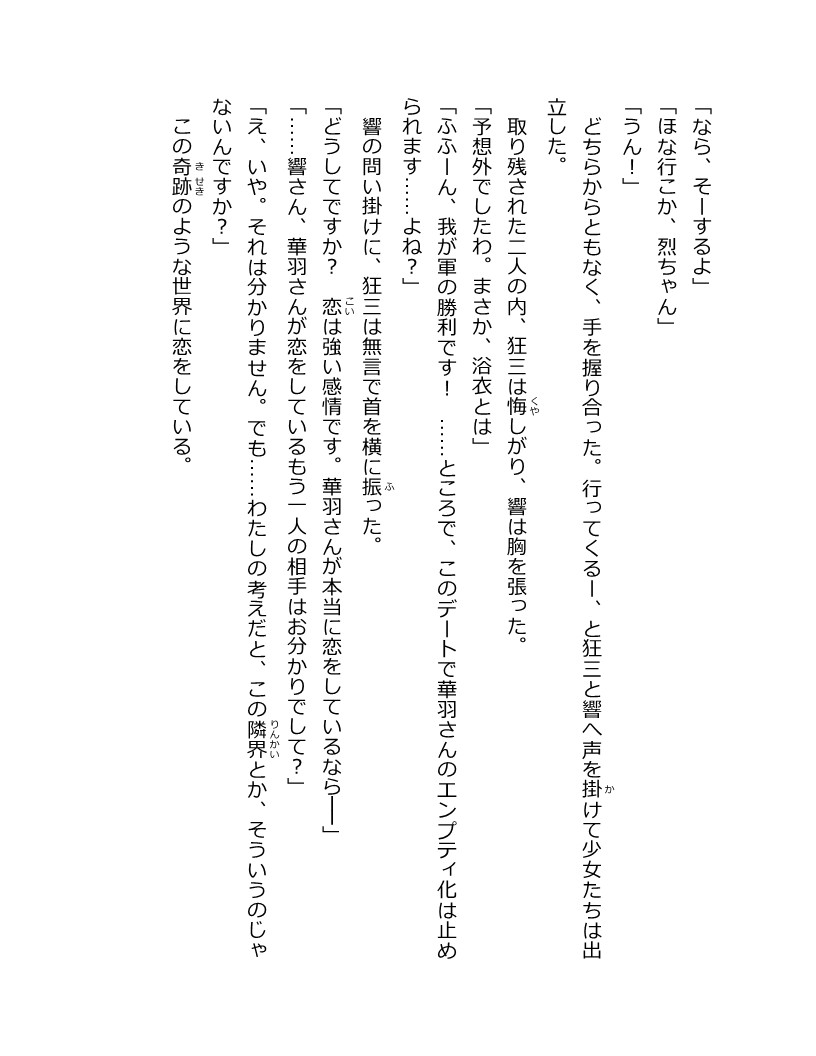 「なら、そーするよ」
「ほな行こか、烈ちゃん」
「うん！」
　どちらからともなく、手を握り合った。行ってくるー、と狂三と響へ声を掛けて少女たちは出
立した。
　取り残された二人の内、狂三は悔しがり、響は胸を張った。
「予想外でしたわ。まさか、浴衣とは」
「ふふーん、我が軍の勝利です！　……ところで、このデートで華羽さんのエンプティ化は止め
られます……よね？」
　響の問い掛けに、狂三は無言で首を横に振った。
「どうしてですか？　恋は強い感情です。華羽さんが本当に恋をしているなら――」
「……響さん、華羽さんが恋をしているもう一人の相手はお分かりでして？」
「え、いや。それは分かりません。でも……わたしの考えだと、この隣界とか、そういうのじゃ
ないんですか？」
　この奇跡のような世界に恋をしている。